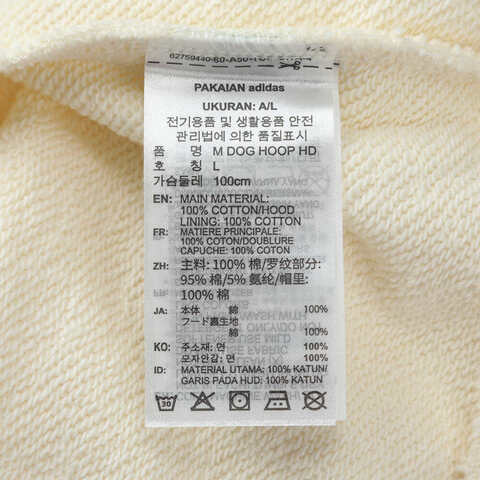 PAKAIAN adidas
UKURAN: A/L
전기용품 및 생활용품 안전
관리법에 의한 품질표시
품 명 M DOG HOOP HD
호 칭 L
가슴둘레 100cm
EN: MAIN MATERIAL:
100% COTTON/HOOD
LINING: 100% COTTON
FR: MATIERE PRINCIPALE:
100% COTON/DOUBLURE
CAPUCHE: 100% COTON
ZH: 主料: 100% 棉/罗纹部分:
95% 棉/5% 氨纶/帽里:
100% 棉
JA: 本体 綿 100%
フード裏生地
綿 100%
KO: 주소재: 면 100%
모자안감: 면 100%
ID: MATERIAL UTAMA: 100% KATUN/
GARIS PADA HUD: 100% KATUN
30